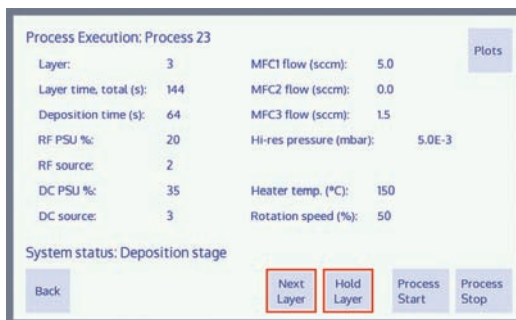 Process Execution: Process 23
Plots
Layer: 3 MFC1 flow (sccm): 5.0
Layer time, total (s): 144 MFC2 flow (sccm): 0.0
Deposition time (s): 64 MFC3 flow (sccm): 1.5
RF PSU %: 20 Hi-res pressure (mbar): 5.0E-3
RF source: 2
DC PSU %: 35 Heater temp. (°C): 150
DC source: 3 Rotation speed (%): 50
System status: Deposition stage
Back
Next
Layer
Hold
Layer
Process
Start
Process
Stop